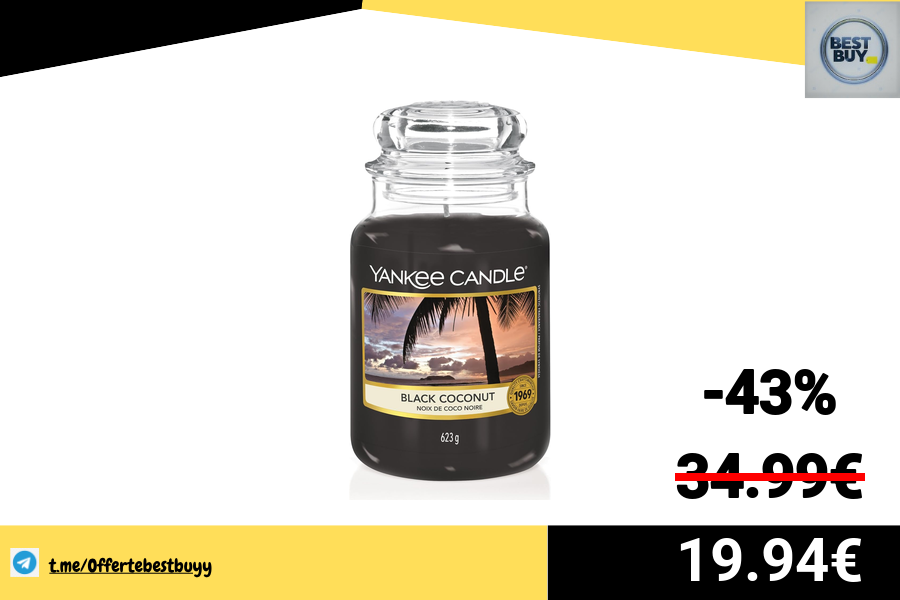 BEST
BUY
YANKEE CANDLE®
BLACK COCONUT
NOIX DE COCO NOIRE
SINCE
1969
623 g
-43%
34.99€
19.94€
t.me/Offertebestbuyy